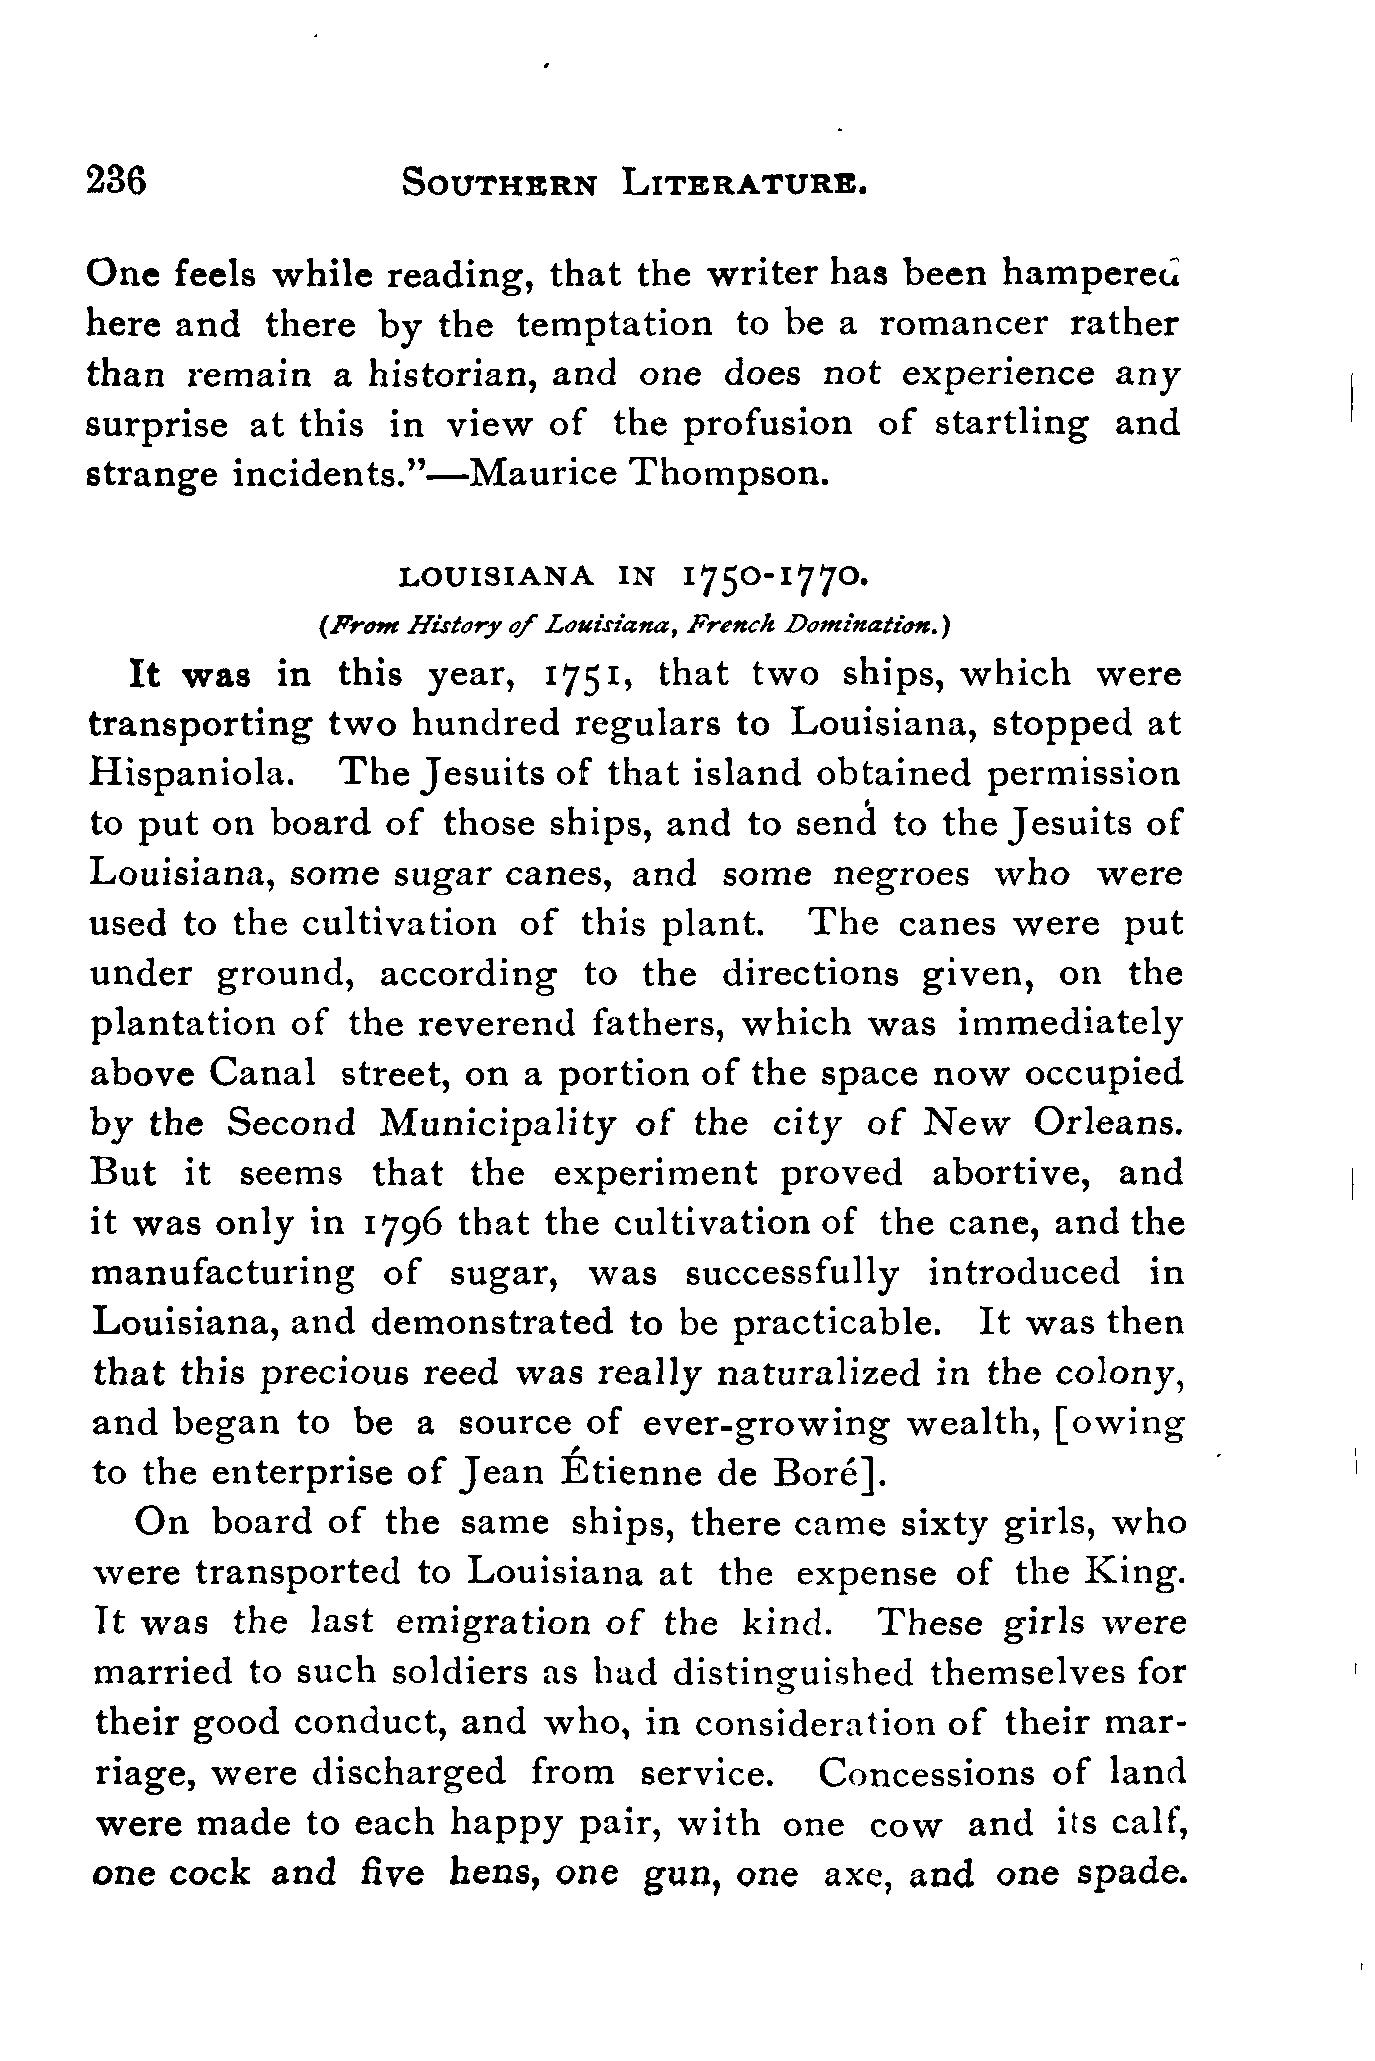 236 SOUTHERN LITERATURE.
One feels while reading, that the writer has been hampered
here and there by the temptation to be a romancer rather
than remain a historian, and one does not experience any
surprise at this in view of the profusion of startling and
strange incidents.”—Maurice Thompson.
LOUISIANA IN 1750-1770.
(From History of Louisiana, French Domination.)
It was in this year, 1751, that two ships, which were
transporting two hundred regulars to Louisiana, stopped at
Hispaniola. The Jesuits of that island obtained permission
to put on board of those ships, and to send to the Jesuits of
Louisiana, some sugar canes, and some negroes who were
used to the cultivation of this plant. The canes were put
under ground, according to the directions given, on the
plantation of the reverend fathers, which was immediately
above Canal street, on a portion of the space now occupied
by the Second Municipality of the city of New Orleans.
But it seems that the experiment proved abortive, and
it was only in 1796 that the cultivation of the cane, and the
manufacturing of sugar, was successfully introduced in
Louisiana, and demonstrated to be practicable. It was then
that this precious reed was really naturalized in the colony,
and began to be a source of ever-growing wealth, [owing
to the enterprise of Jean Étienne de Boré].
On board of the same ships, there came sixty girls, who
were transported to Louisiana at the expense of the King.
It was the last emigration of the kind. These girls were
married to such soldiers as had distinguished themselves for
their good conduct, and who, in consideration of their mar-
riage, were discharged from service. Concessions of land
were made to each happy pair, with one cow and its calf,
one cock and five hens, one gun, one axe, and one spade.